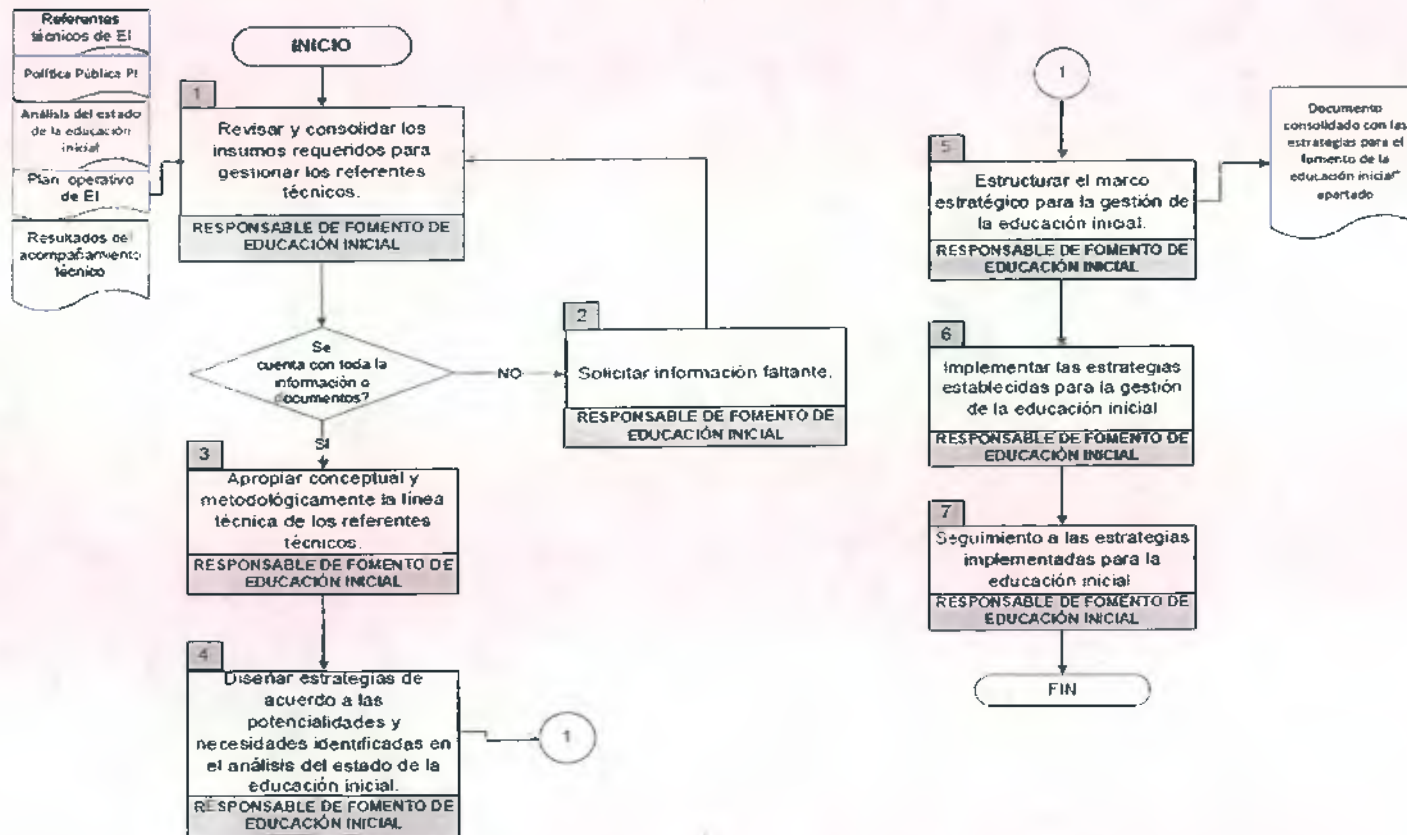 Referentes
técnicos de EI
Política Pública PI
Análisis del estado
de la educación
inicial
Plan operativo
de EI
Resultados del
acompañamiento
técnico
INICIO
1
Revisar y consolidar los
insumos requeridos para
gestionar los referentes
técnicos.
RESPONSABLE DE FOMENTO DE
EDUCACIÓN INICIAL
Se
cuenta con toda la
información o
documentos?
NO
2
Solicitar información faltante.
RESPONSABLE DE FOMENTO DE
EDUCACIÓN INICIAL
SI
3
Apropiar conceptual y
metodológicamente la línea
técnica de los referentes
técnicos.
RESPONSABLE DE FOMENTO DE
EDUCACIÓN INICIAL
4
Diseñar estrategias de
acuerdo a las
potencialidades y
necesidades identificadas en
el análisis del estado de la
educación inicial.
RESPONSABLE DE FOMENTO DE
EDUCACIÓN INICIAL
1
1
5
Estructurar el marco
estratégico para la gestión de
la educación inicial.
RESPONSABLE DE FOMENTO DE
EDUCACIÓN INICIAL
Documento
consolidado con las
estrategias para el
fomento de la
educación inicial"
apartado
6
Implementar las estrategias
establecidas para la gestión
de la educación inicial
RESPONSABLE DE FOMENTO DE
EDUCACIÓN INICIAL
7
Seguimiento a las estrategias
implementadas para la
educación inicial
RESPONSABLE DE FOMENTO DE
EDUCACIÓN INICIAL
FIN